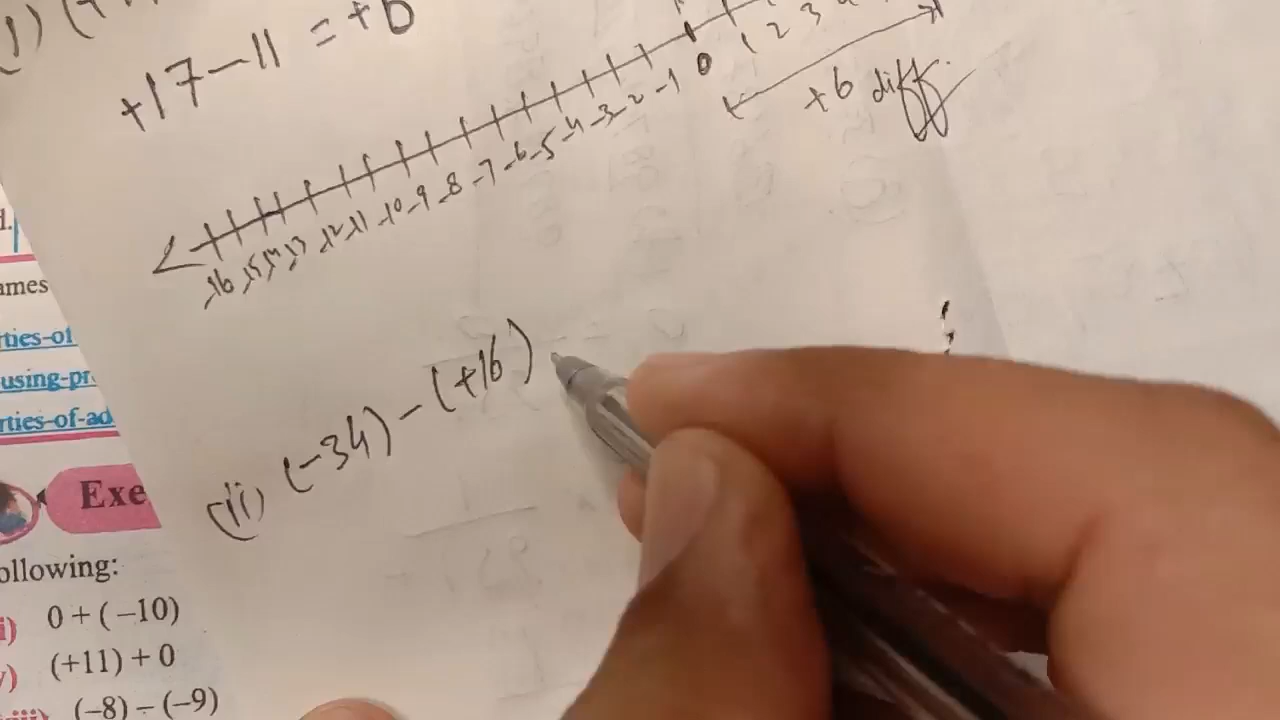 +17-11 = +6
0 1 2 3
-16 -15 -14 -13 -12 -11 -10 -9 -8 -7 -6 -5 -4 -3 -2 -1
+6 diff.
(ii) (-34) - (+16)
ames
ties-of
using-pr
ties-of-ad
Exe
ollowing:
i) 0 + (–10)
v) (+11) + 0
(–8) – (–9)